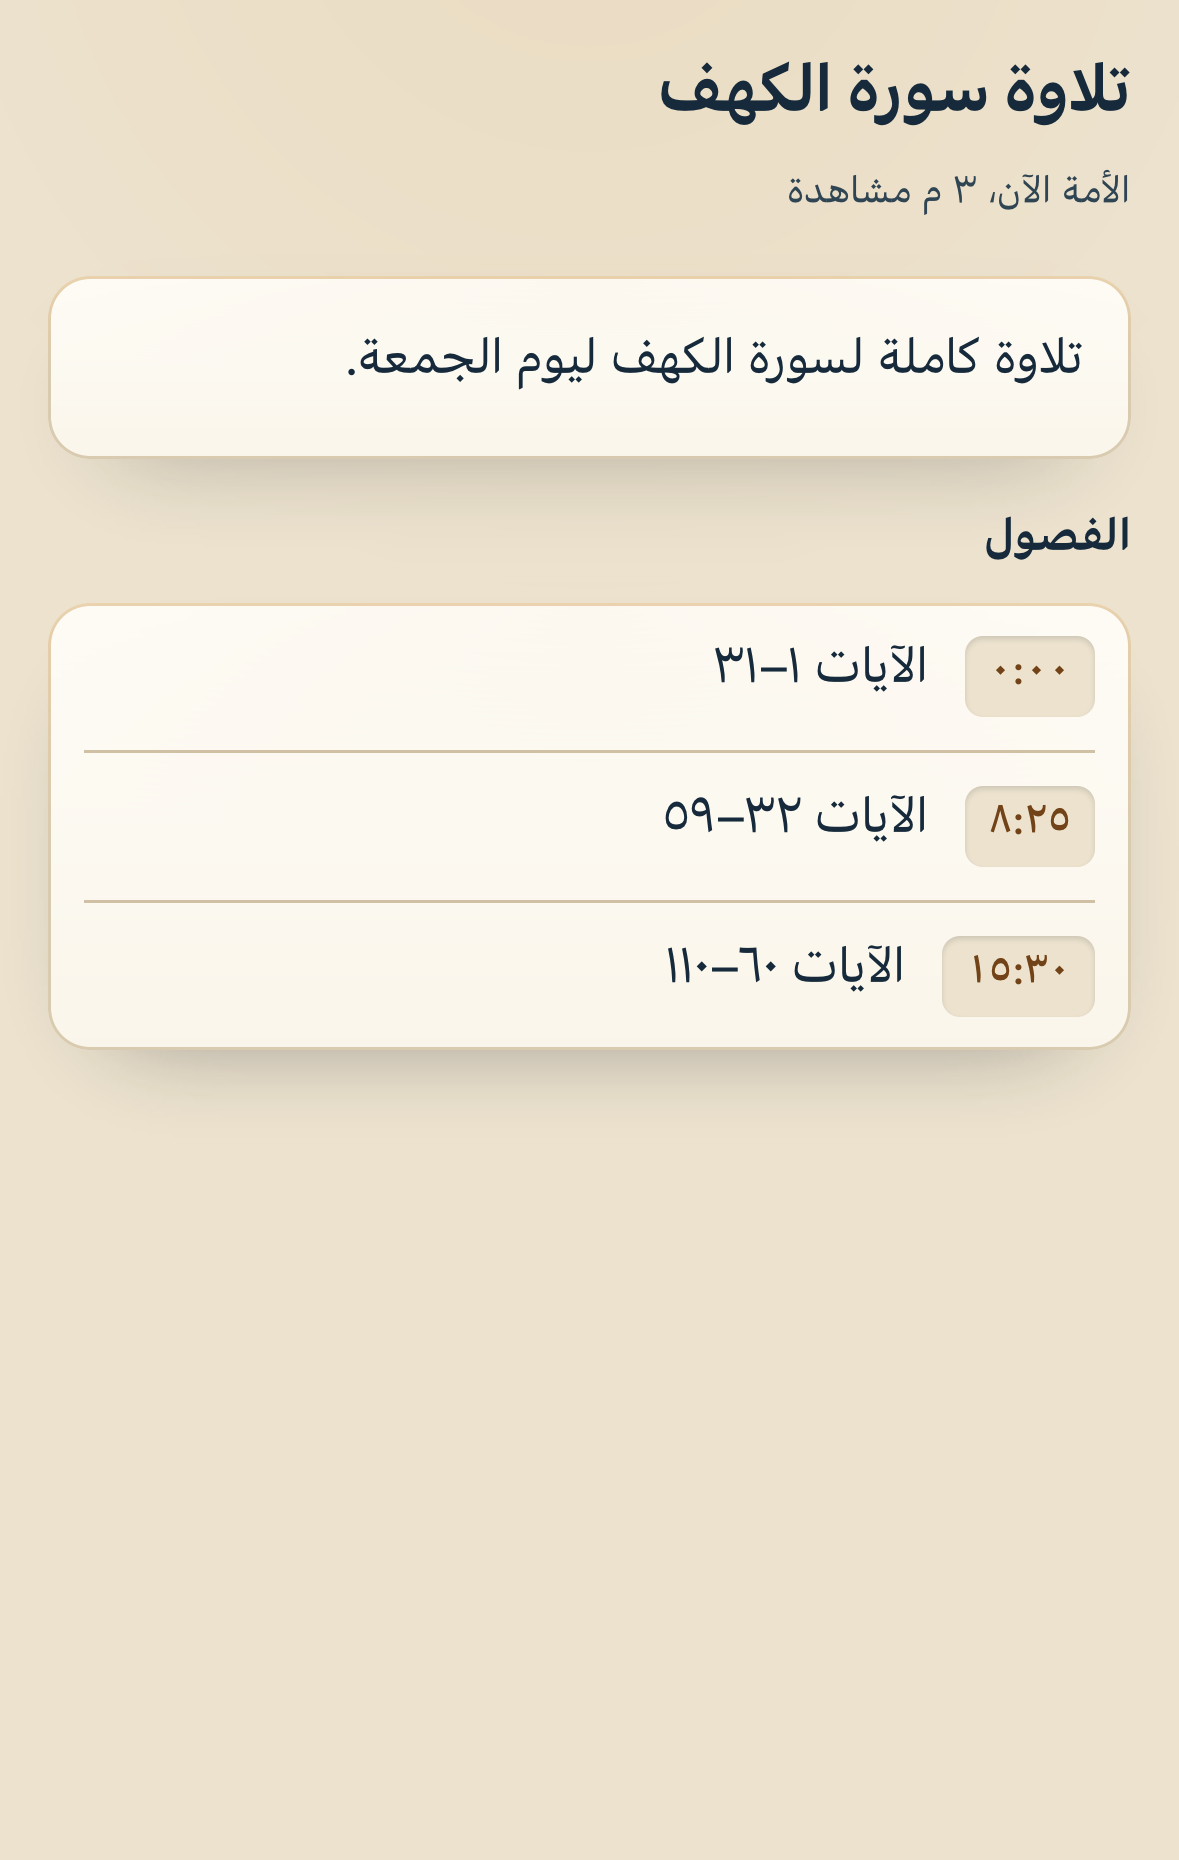 تلاوة سورة الكهف
الأمة الآن، ٣ م مشاهدة
تلاوة كاملة لسورة الكهف ليوم الجمعة.
الفصول
٠:٠٠ الآيات ١–٣١
٨:٢٥ الآيات ٣٢–٥٩
١٥:٣٠ الآيات ٦٠–١١٠